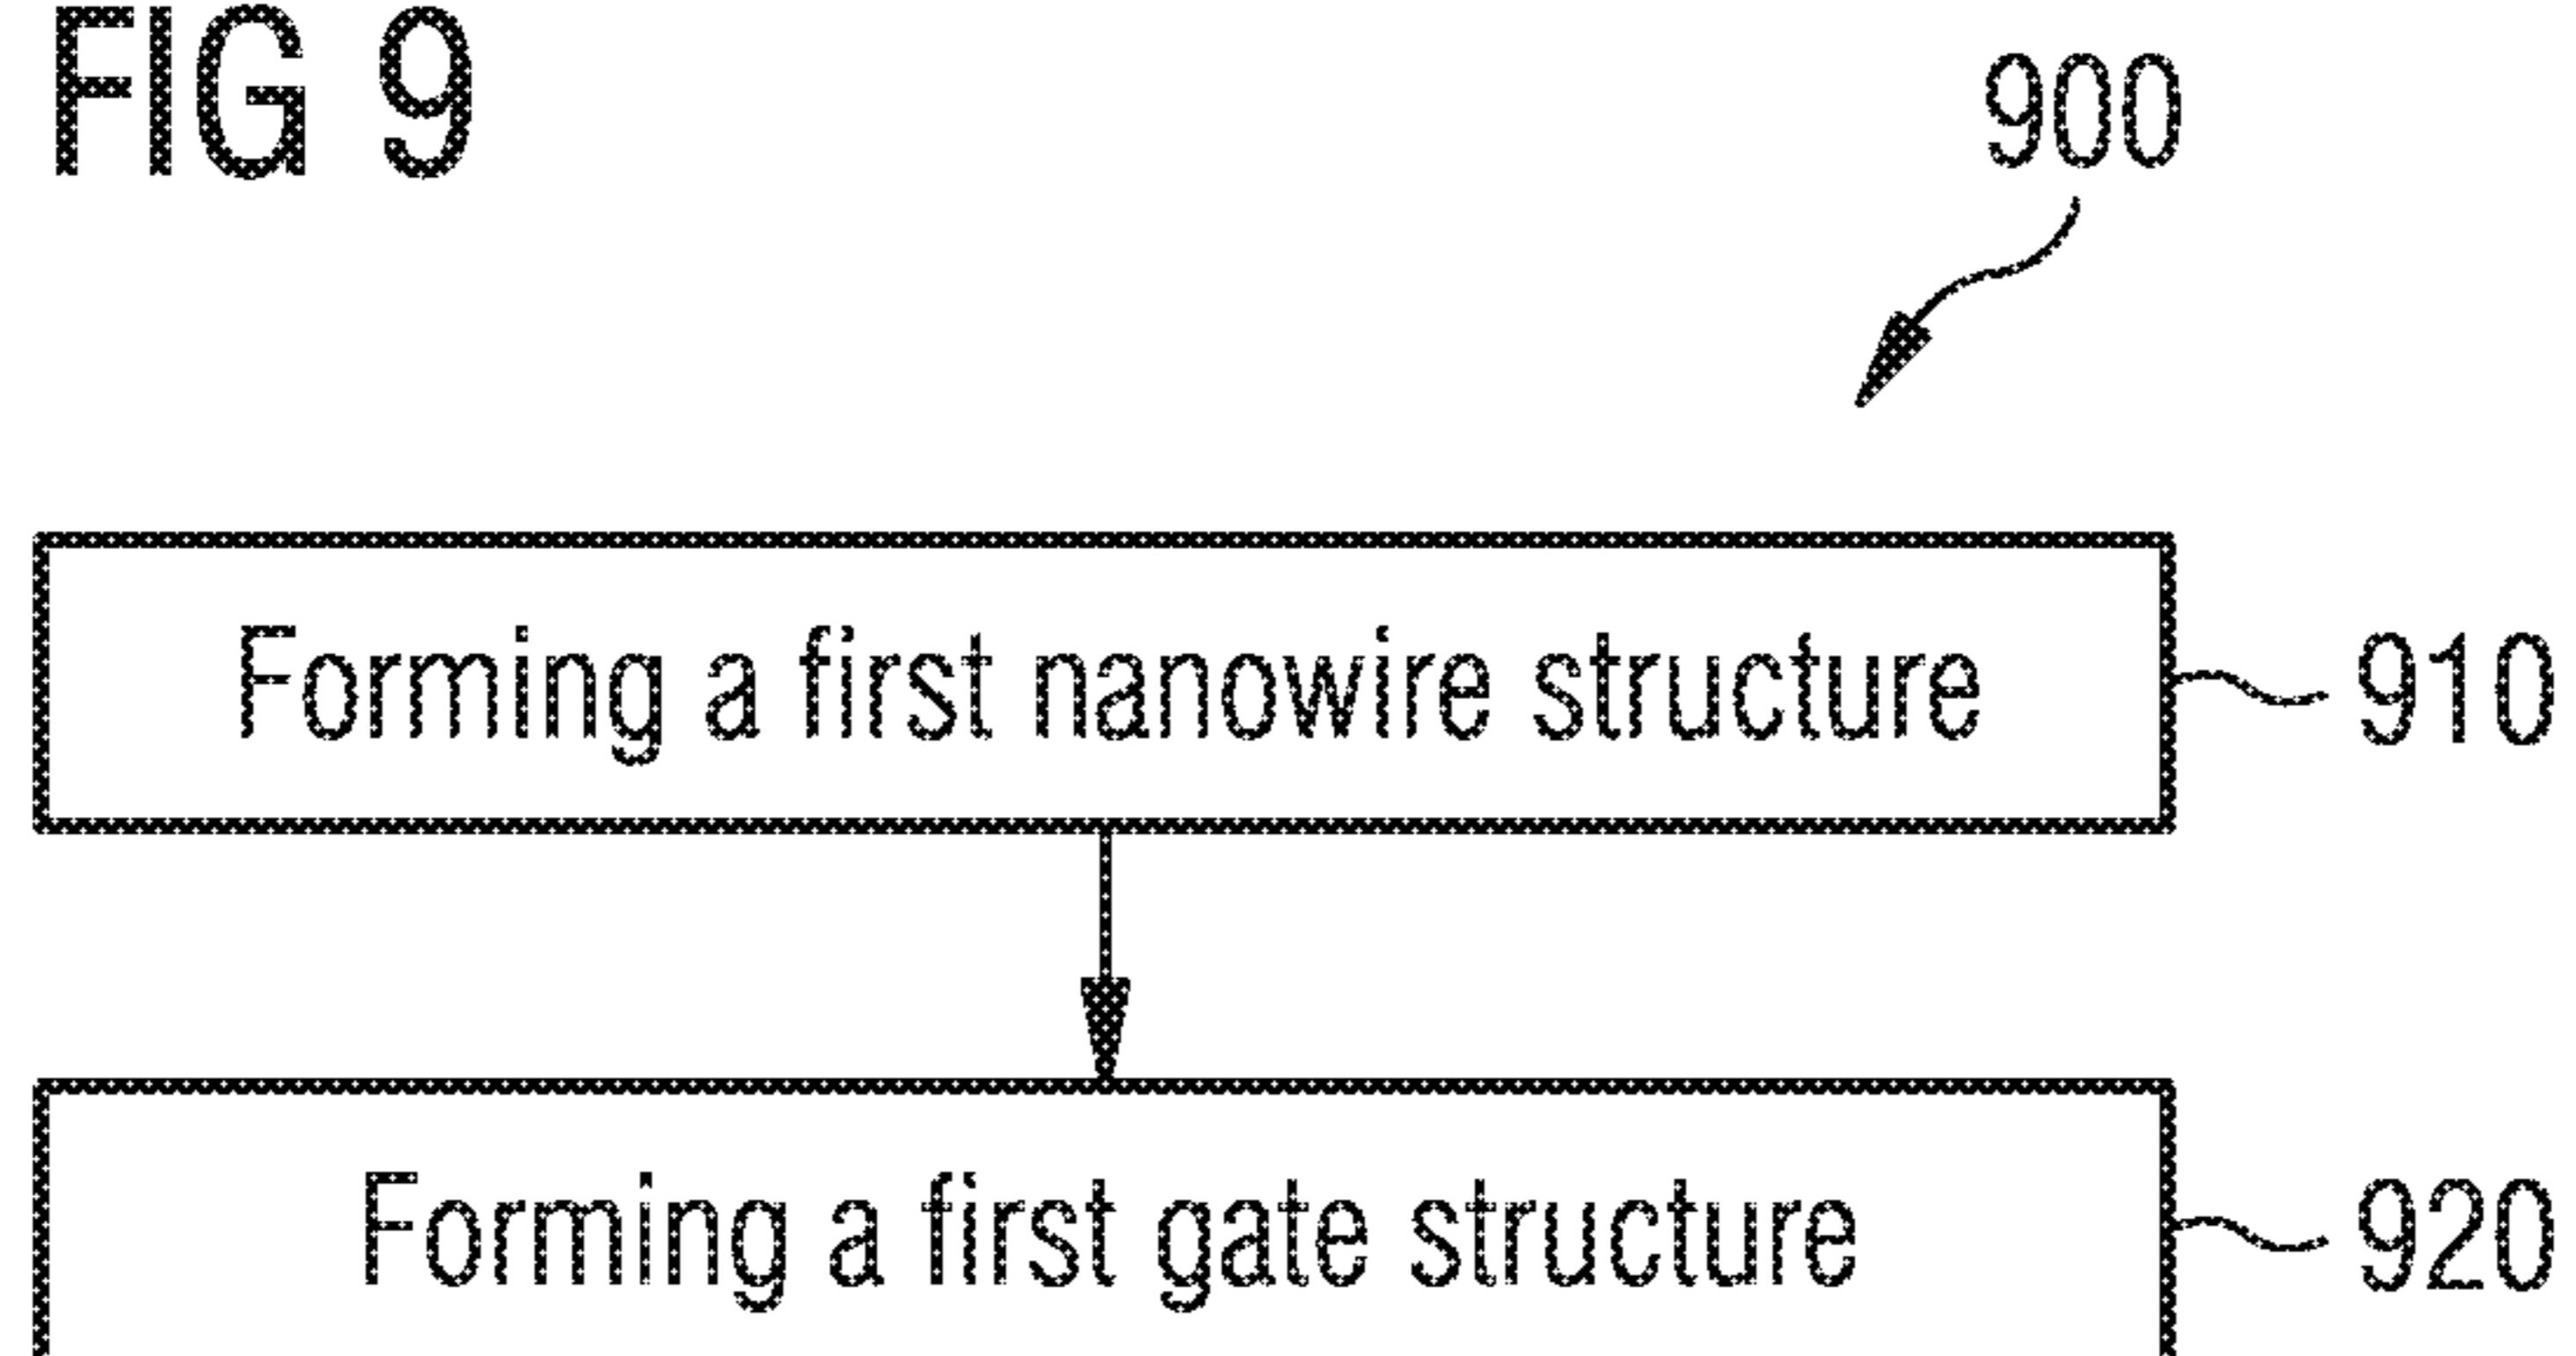 FIG 9
900
Forming a first nanowire structure
910
Forming a first gate structure
920